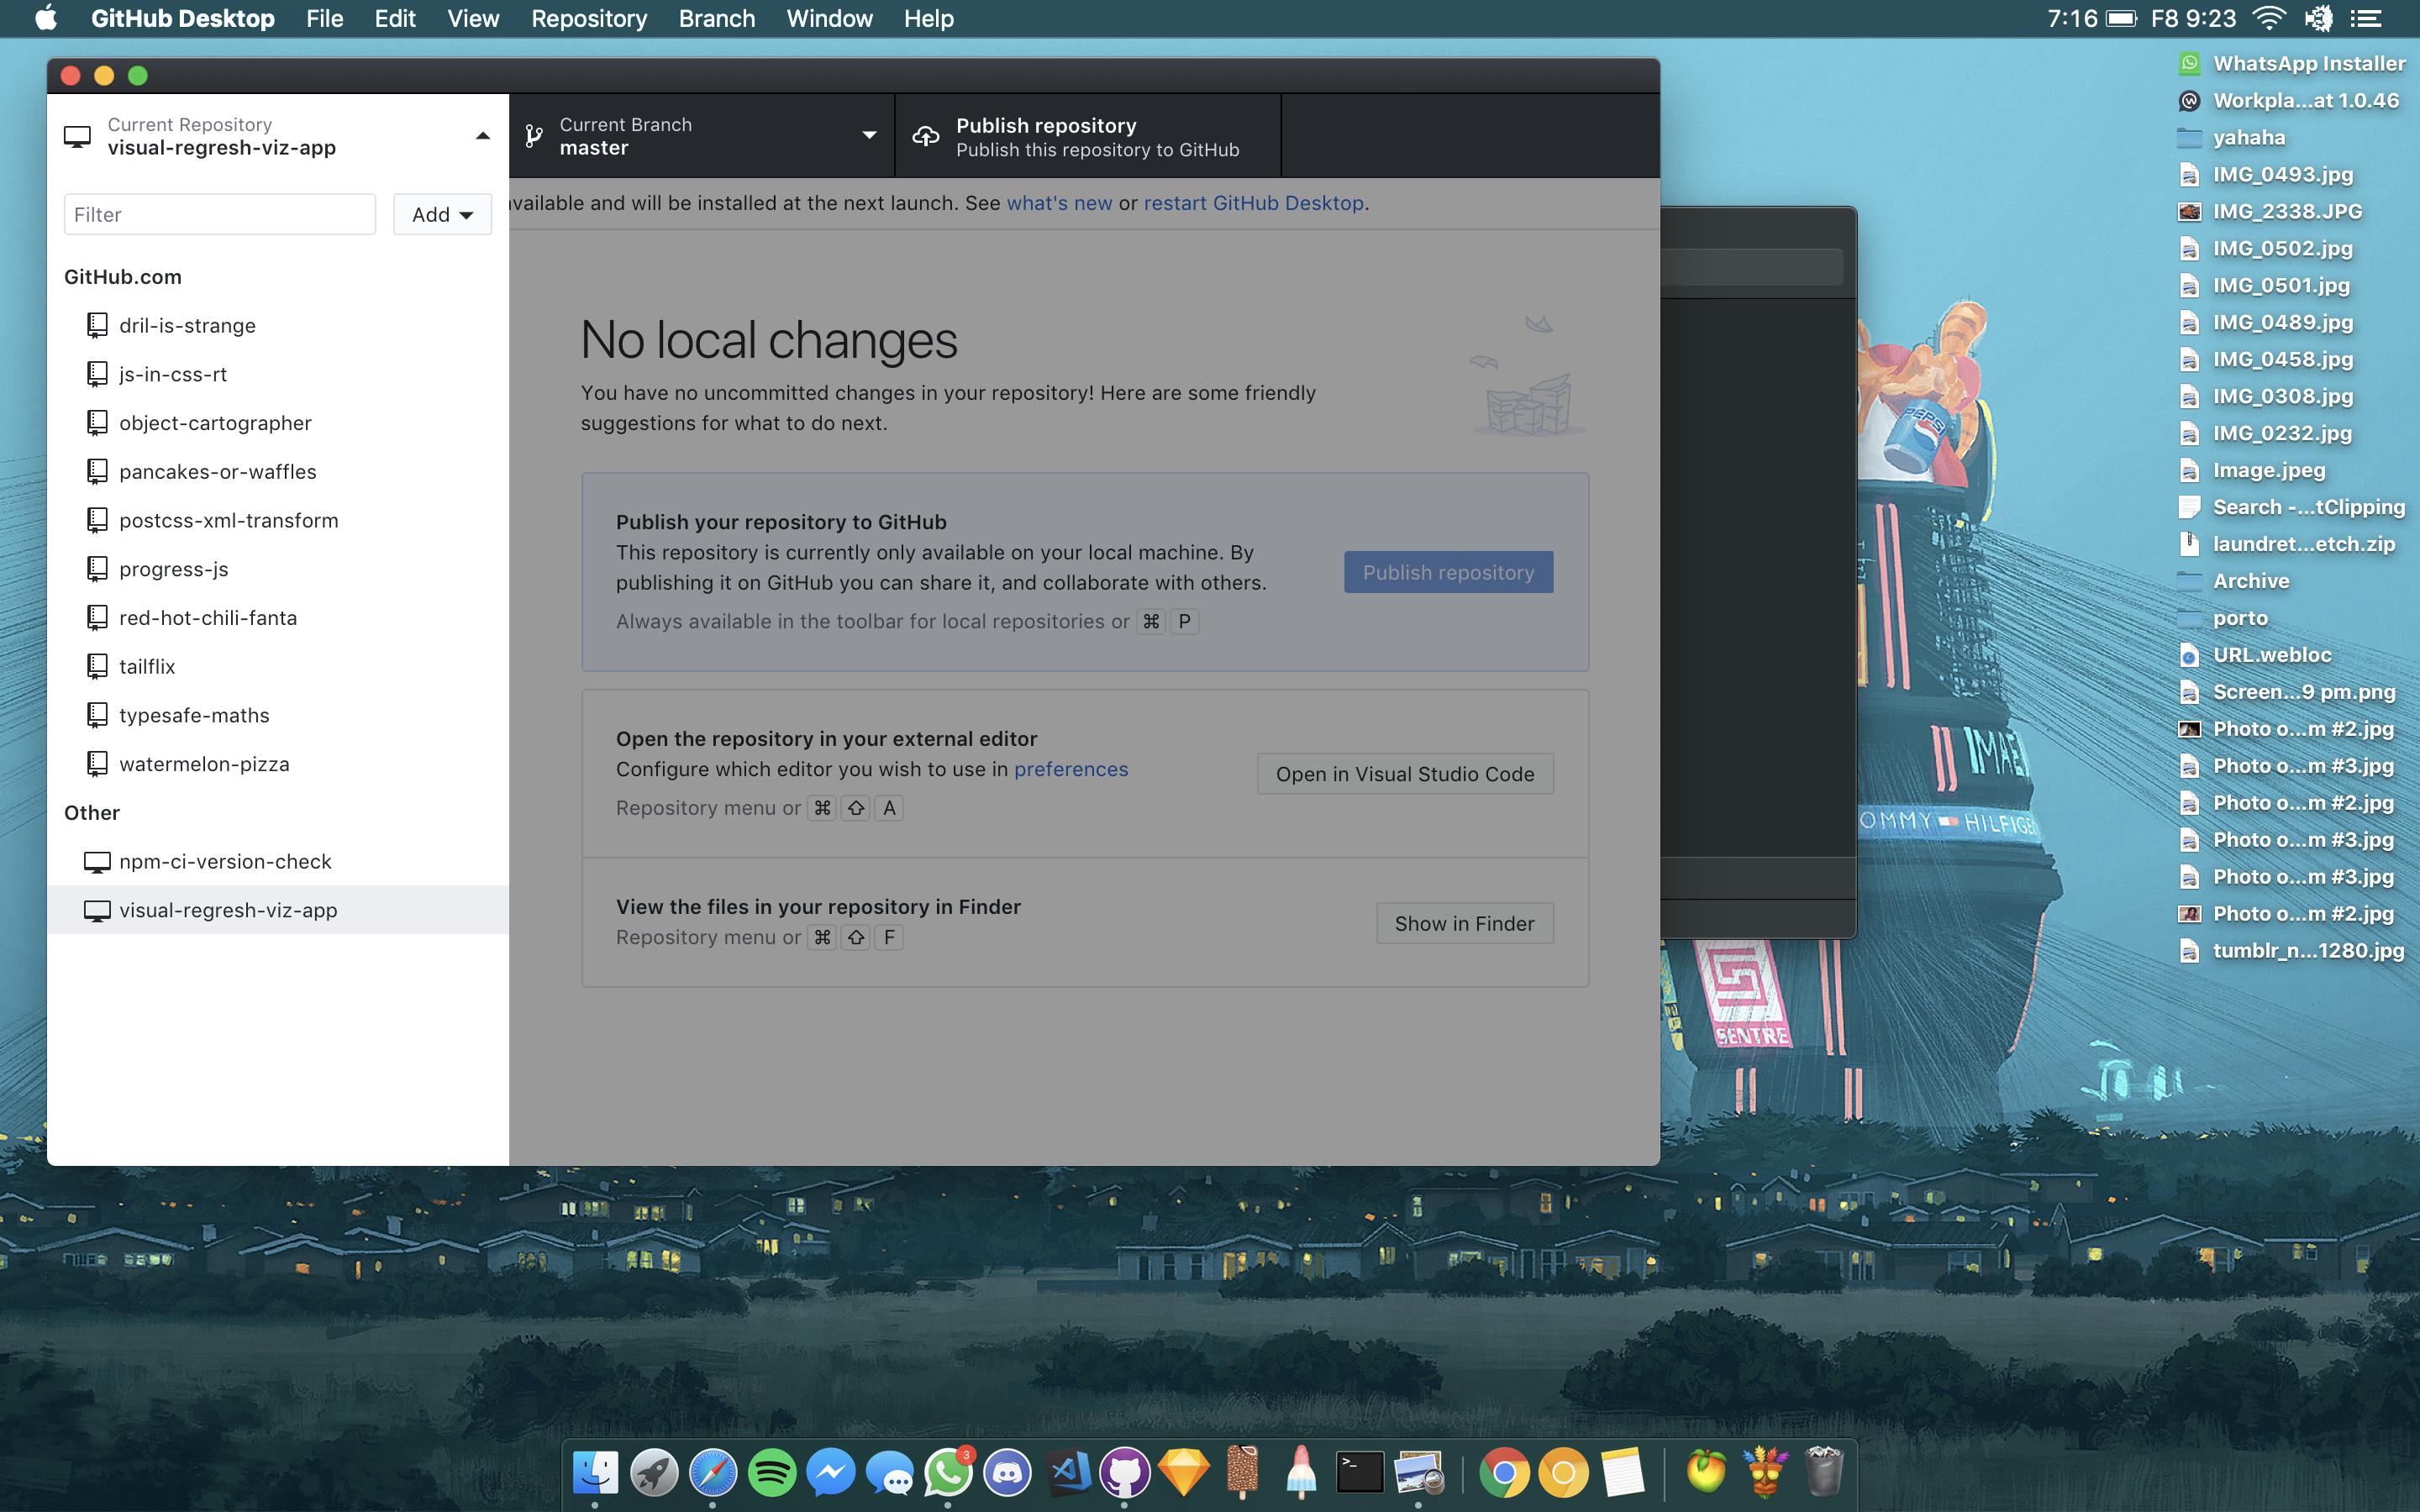 GitHub Desktop File Edit View Repository Branch Window Help 7:16 F8 9:23
Current Repository
visual-regresh-viz-app
Current Branch
master
Publish repository
Publish this repository to GitHub
Filter
Add
GitHub.com
dril-is-strange
js-in-css-rt
object-cartographer
pancakes-or-waffles
postcss-xml-transform
progress-js
red-hot-chili-fanta
tailflix
typesafe-maths
watermelon-pizza
Other
npm-ci-version-check
visual-regresh-viz-app
vailable and will be installed at the next launch. See what's new or restart GitHub Desktop.
No local changes
You have no uncommitted changes in your repository! Here are some friendly
suggestions for what to do next.
Publish your repository to GitHub
This repository is currently only available on your local machine. By
publishing it on GitHub you can share it, and collaborate with others.
Always available in the toolbar for local repositories or ⌘ P
Publish repository
Open the repository in your external editor
Configure which editor you wish to use in preferences
Repository menu or ⌘ ⇧ A
Open in Visual Studio Code
View the files in your repository in Finder
Repository menu or ⌘ ⇧ F
Show in Finder
WhatsApp Installer
Workpla...at 1.0.46
yahaha
IMG_0493.jpg
IMG_2338.JPG
IMG_0502.jpg
IMG_0501.jpg
IMG_0489.jpg
IMG_0458.jpg
IMG_0308.jpg
IMG_0232.jpg
Image.jpeg
Search -...tClipping
laundret...etch.zip
Archive
porto
URL.webloc
Screen...9 pm.png
Photo o...m #2.jpg
Photo o...m #3.jpg
Photo o...m #2.jpg
Photo o...m #3.jpg
Photo o...m #3.jpg
Photo o...m #2.jpg
tumblr_n...1280.jpg
PEPSI
IMAG
OMMY HILFIGE
SENTRE
3
>_